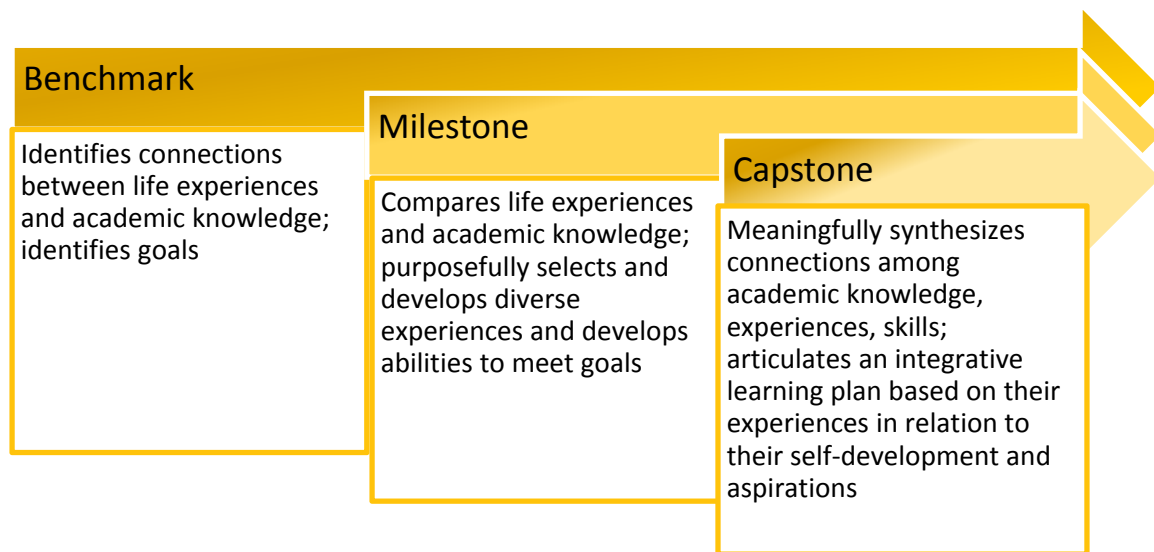 Benchmark
Identifies connections
between life experiences
and academic knowledge;
identifies goals
Milestone
Compares life experiences
and academic knowledge;
purposefully selects and
develops diverse
experiences and develops
abilities to meet goals
Capstone
Meaningfully synthesizes
connections among
academic knowledge,
experiences, skills;
articulates an integrative
learning plan based on their
experiences in relation to
their self-development and
aspirations